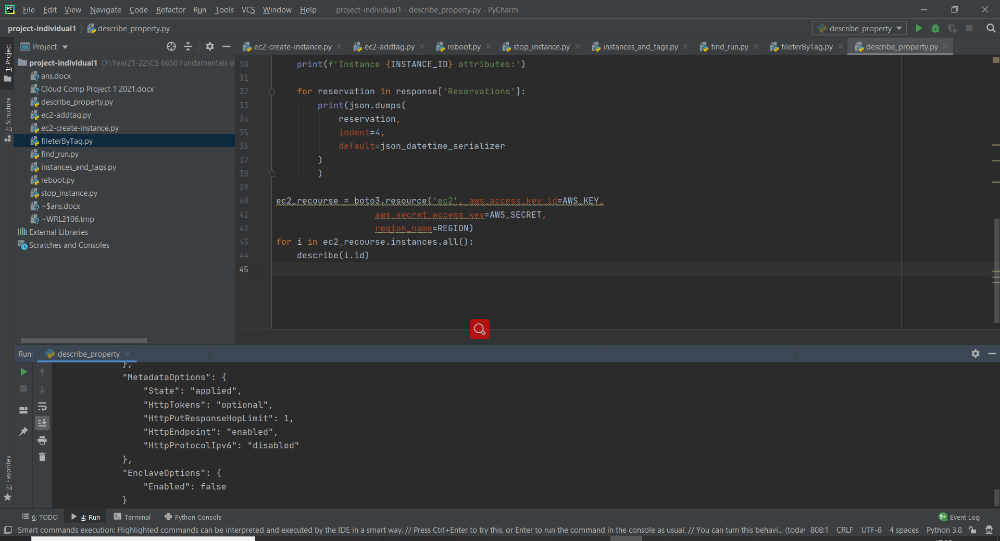 PC File Edit View Navigate Code Refactor Run Tools VCS Window Help project-individual1 - describe_property.py - PyCharm
project-individual1 describe_property.py describe_property
1: Project
7: Structure
2: Favorites
Project
project-individual1 D:\Year21-22\CS 6650 Fundamentals o
ans.docx
Cloud Comp Project 1 2021.docx
describe_property.py
ec2-addtag.py
ec2-create-instance.py
fileterByTag.py
find_run.py
instances_and_tags.py
reboot.py
stop_instance.py
~$ans.docx
~WRL2106.tmp
External Libraries
Scratches and Consoles
ec2-create-instance.py ec2-addtag.py reboot.py stop_instance.py instances_and_tags.py find_run.py fileterByTag.py describe_property.py
30 print(f'Instance {INSTANCE_ID} attributes:')
31
32 for reservation in response['Reservations']:
33 print(json.dumps(
34 reservation,
35 indent=4,
36 default=json_datetime_serializer
37 )
38 )
39
40 ec2_recourse = boto3.resource('ec2', aws_access_key_id=AWS_KEY,
41 aws_secret_access_key=AWS_SECRET,
42 region_name=REGION)
43 for i in ec2_recourse.instances.all():
44 describe(i.id)
45
Run: describe_property
},
"MetadataOptions": {
"State": "applied",
"HttpTokens": "optional",
"HttpPutResponseHopLimit": 1,
"HttpEndpoint": "enabled",
"HttpProtocolIpv6": "disabled"
},
"EnclaveOptions": {
"Enabled": false
}
6: TODO 4: Run Terminal Python Console 9+ Event Log
Smart commands execution: Highlighted commands can be interpreted and executed by the IDE in a smart way. // Press Ctrl+Enter to try this, or Enter to run the command in the console as usual. // You can turn this behavi... (today 808:1 CRLF UTF-8 4 spaces Python 3.8